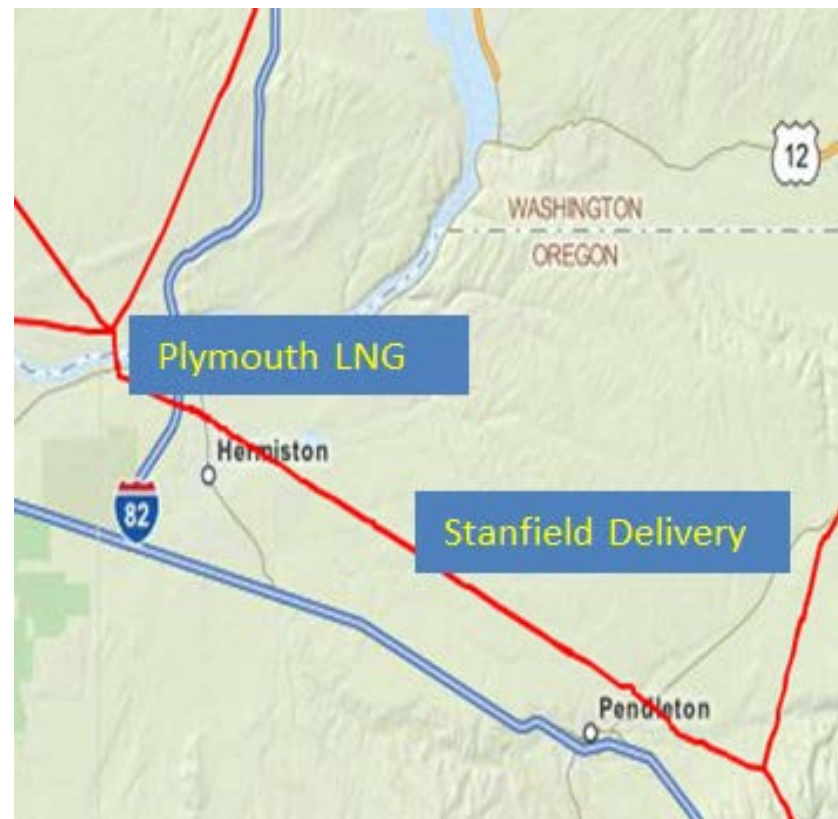 12
WASHINGTON
OREGON
Plymouth LNG
Hermiston
82
Stanfield Delivery
Pendleton